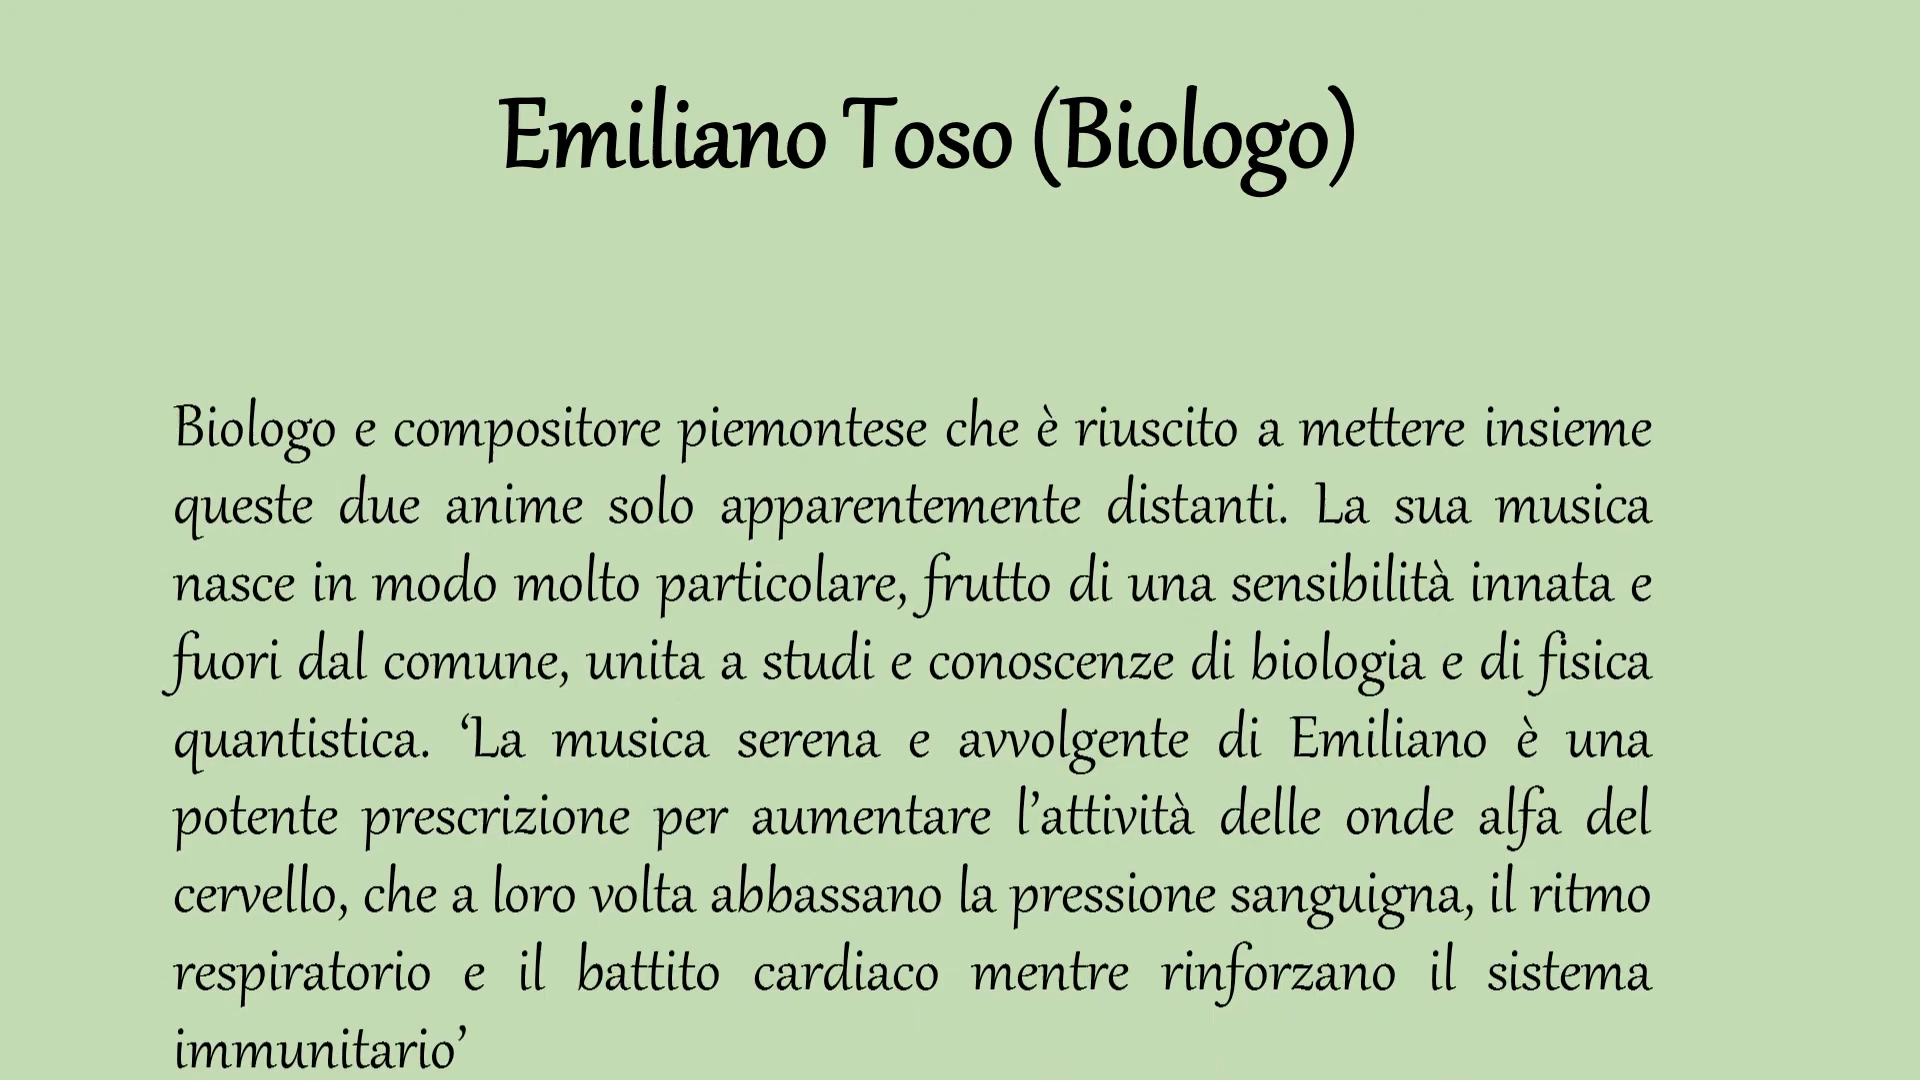 Emiliano Toso (Biologo)
Biologo e compositore piemontese che è riuscito a mettere insieme
queste due anime solo apparentemente distanti. La sua musica
nasce in modo molto particolare, frutto di una sensibilità innata e
fuori dal comune, unita a studi e conoscenze di biologia e di fisica
quantistica. ‘La musica serena e avvolgente di Emiliano è una
potente prescrizione per aumentare l’attività delle onde alfa del
cervello, che a loro volta abbassano la pressione sanguigna, il ritmo
respiratorio e il battito cardiaco mentre rinforzano il sistema
immunitario’